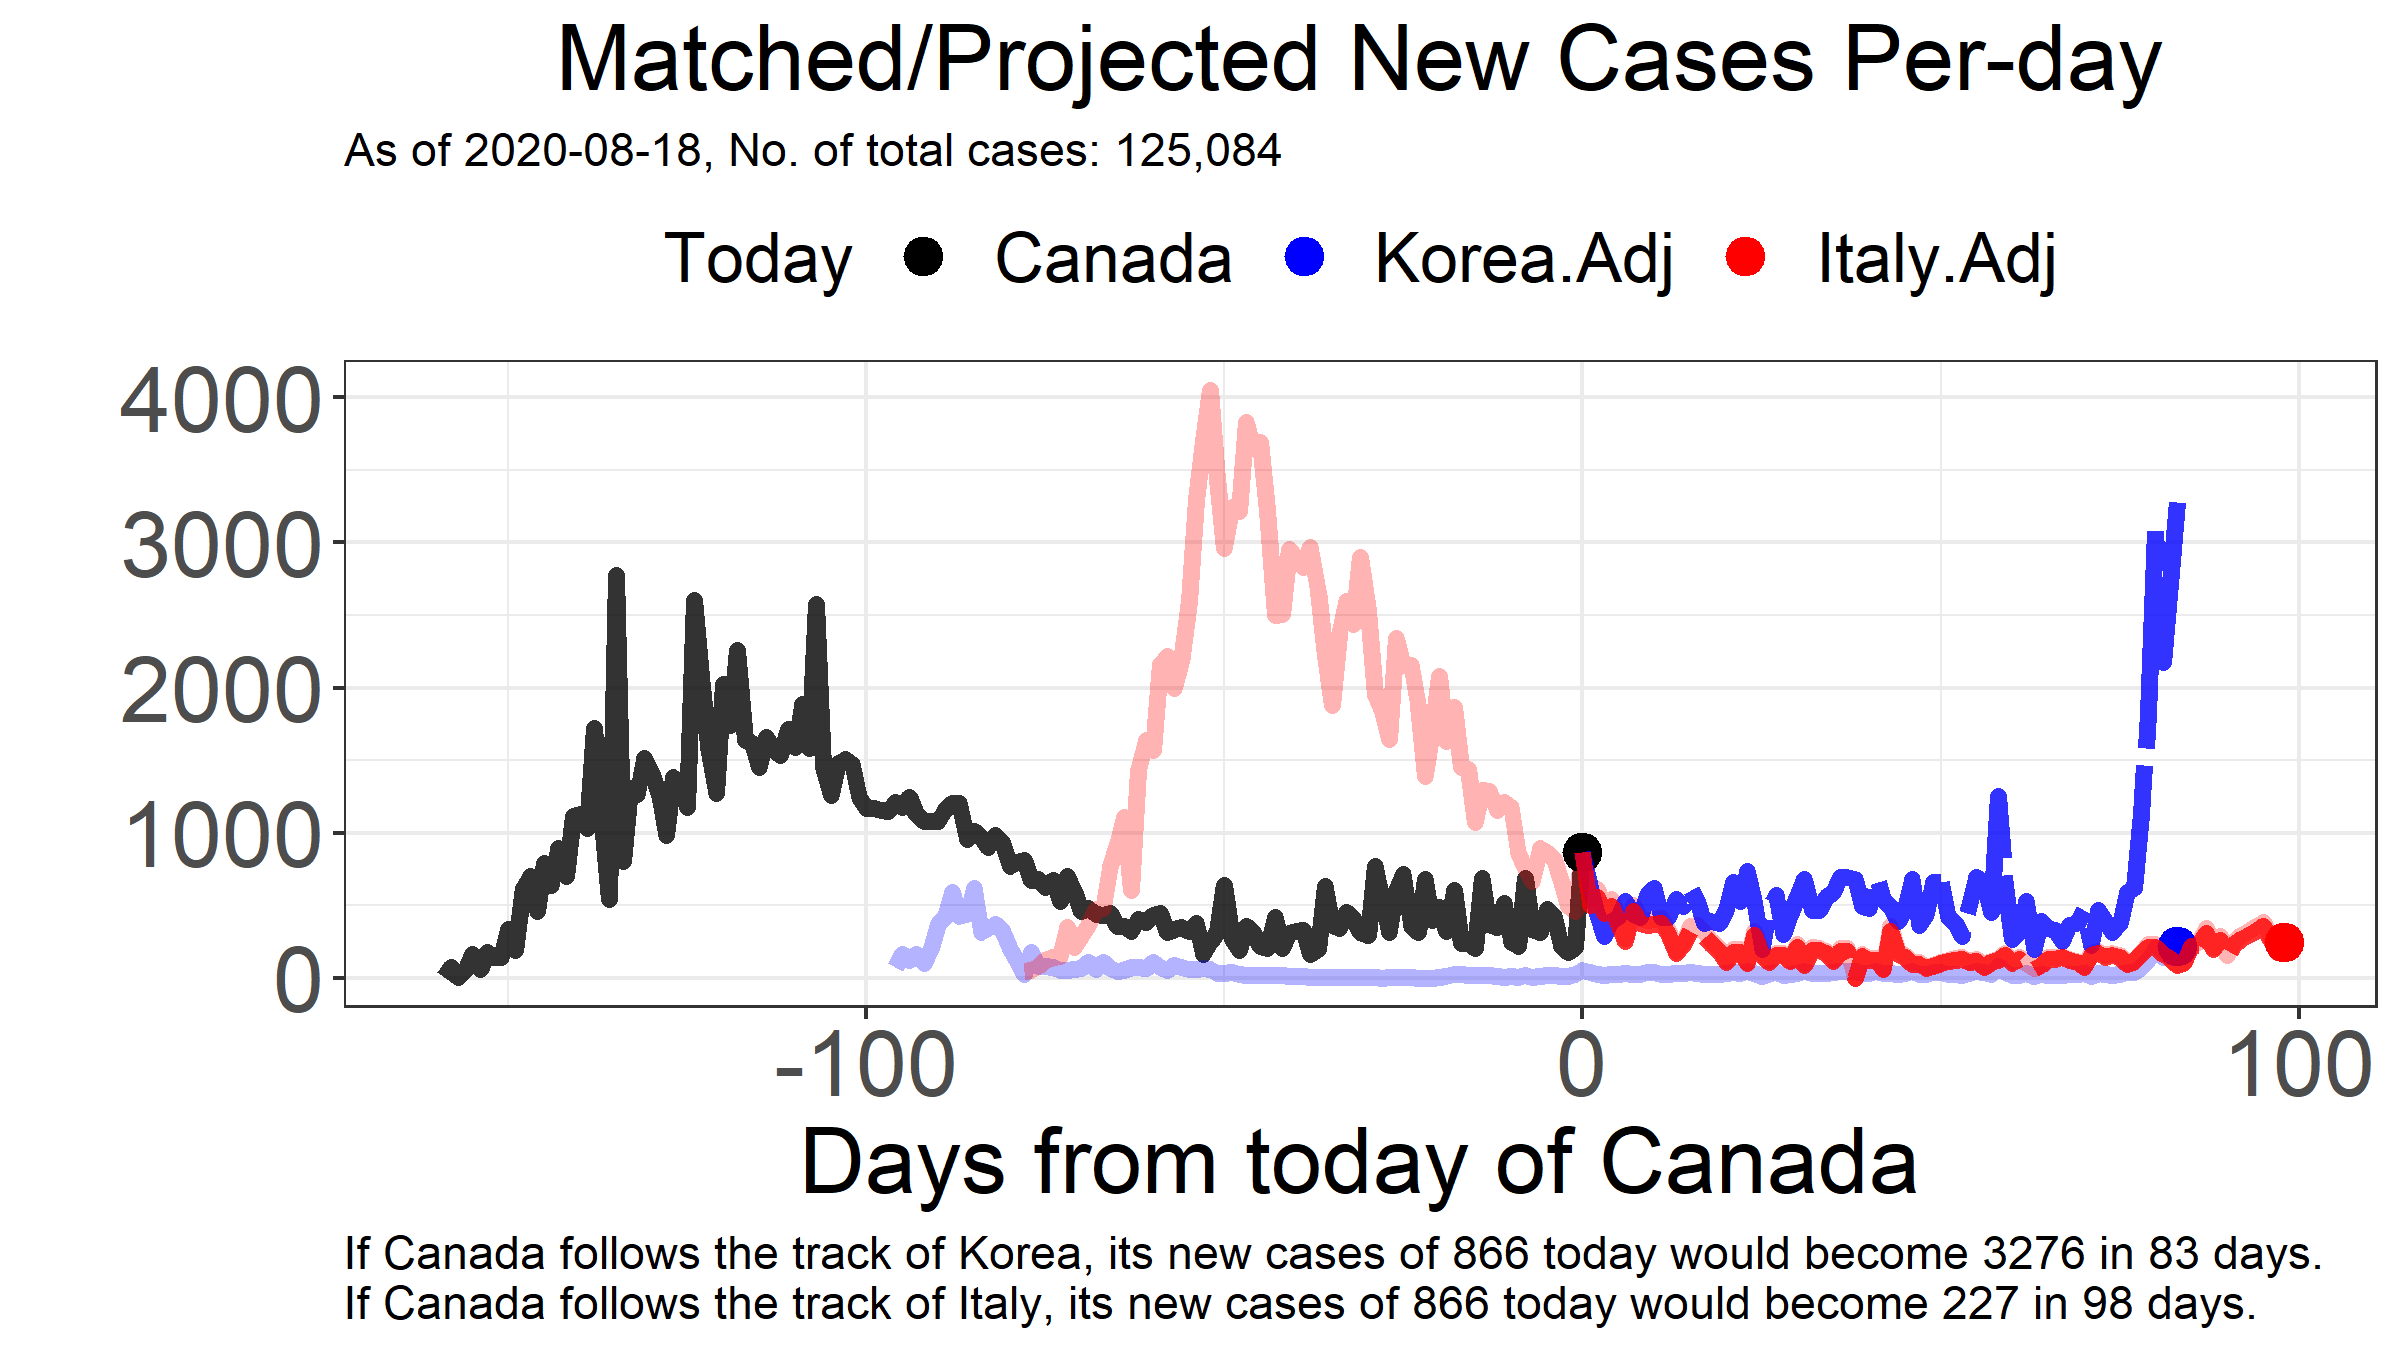 Matched/Projected New Cases Per-day
As of 2020-08-18, No. of total cases: 125,084
Today Canada Korea.Adj Italy.Adj
4000
3000
2000
1000
0
-100 0 100
Days from today of Canada
If Canada follows the track of Korea, its new cases of 866 today would become 3276 in 83 days.
If Canada follows the track of Italy, its new cases of 866 today would become 227 in 98 days.